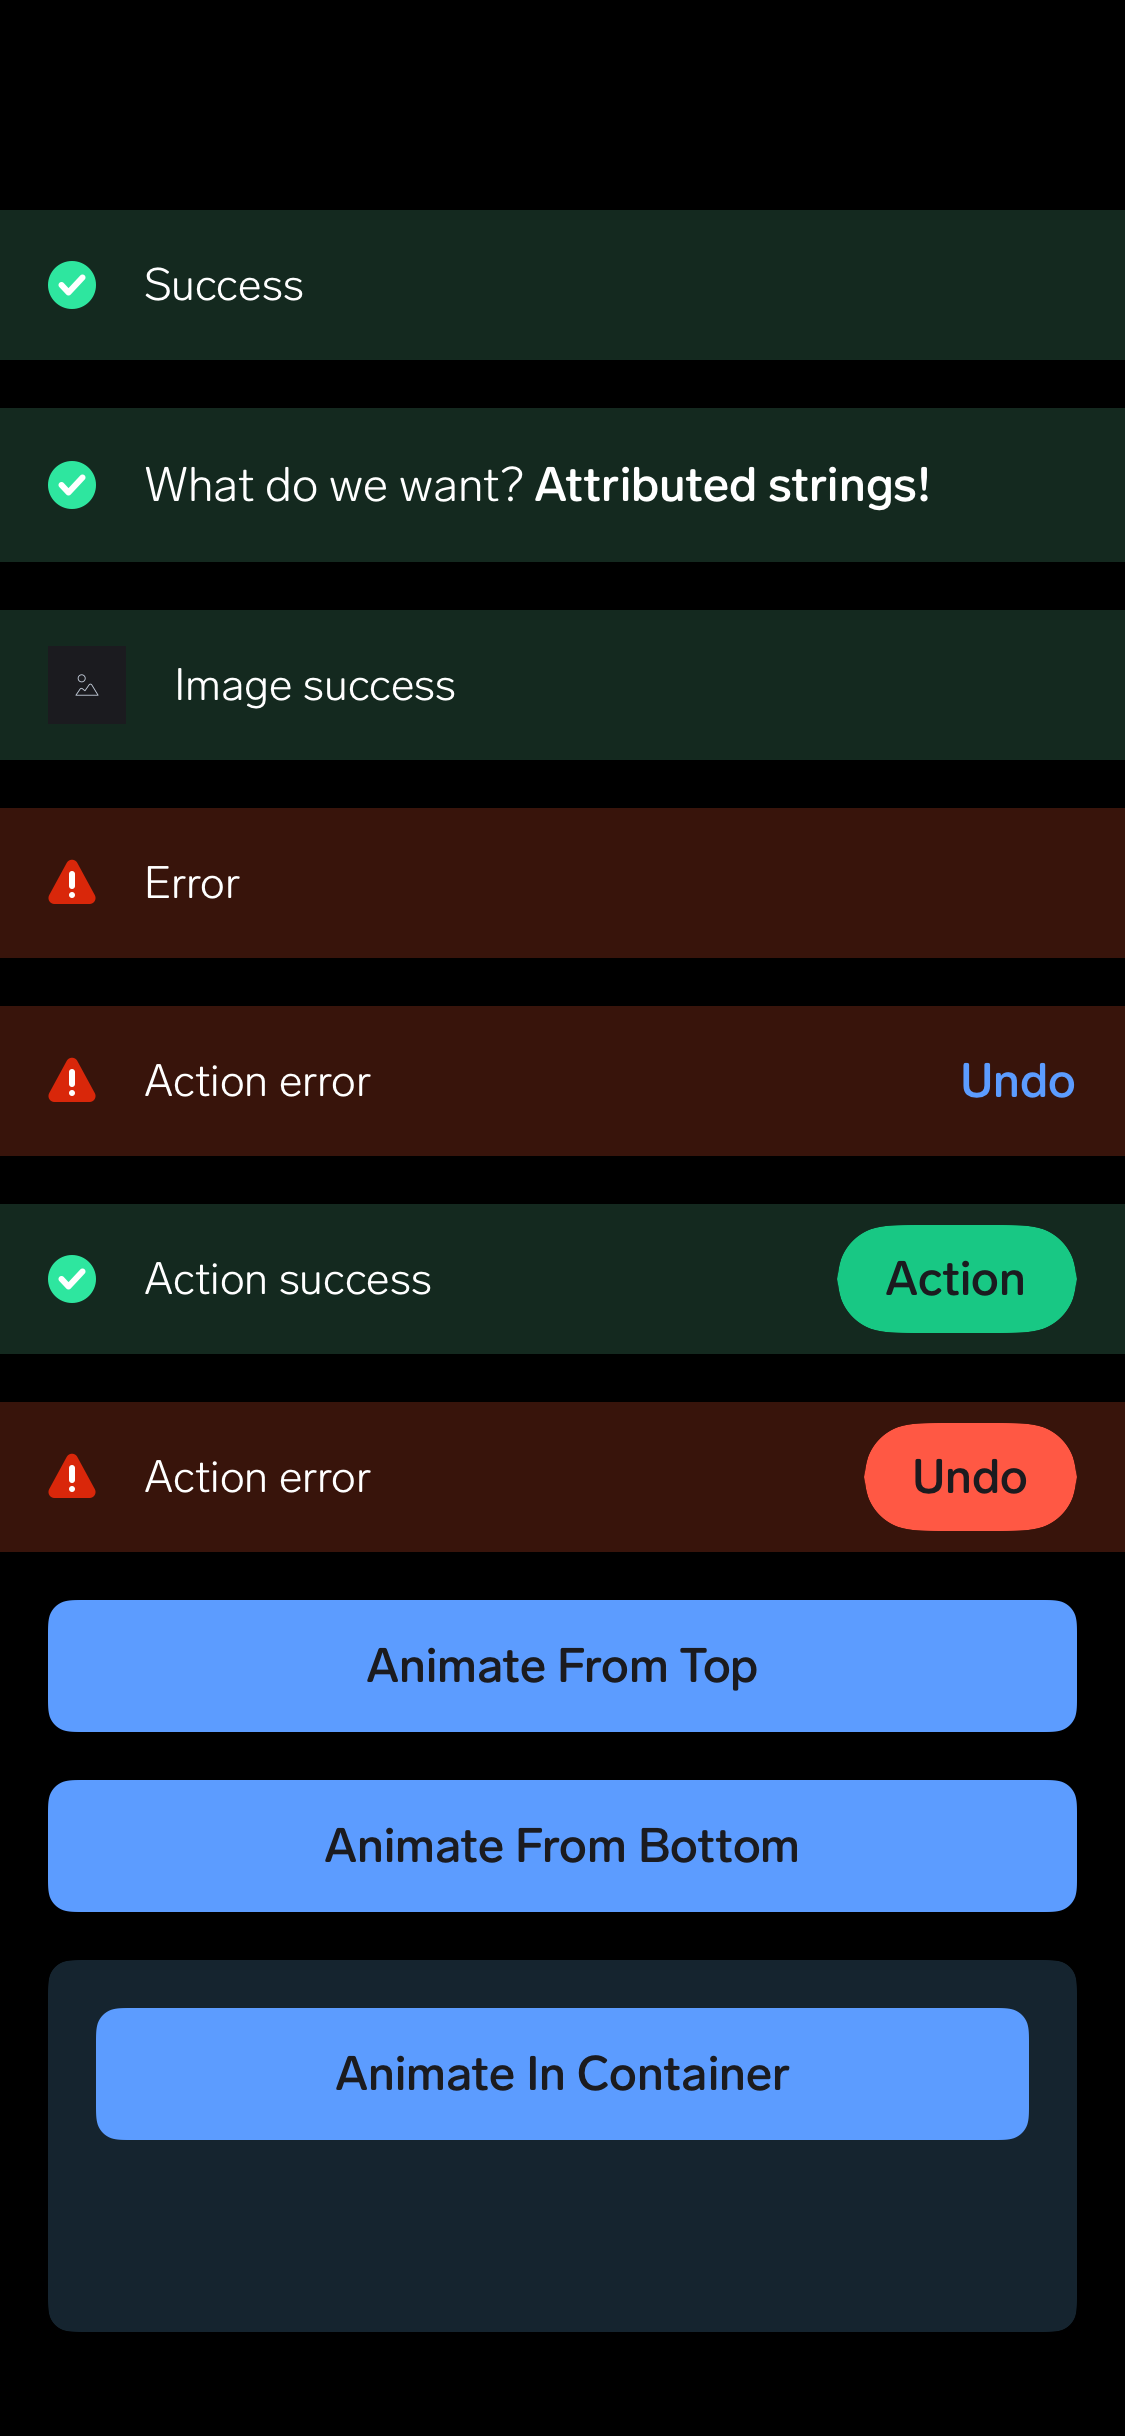 Success
What do we want? Attributed strings!
Image success
Error
Action error Undo
Action success Action
Action error Undo
Animate From Top
Animate From Bottom
Animate In Container